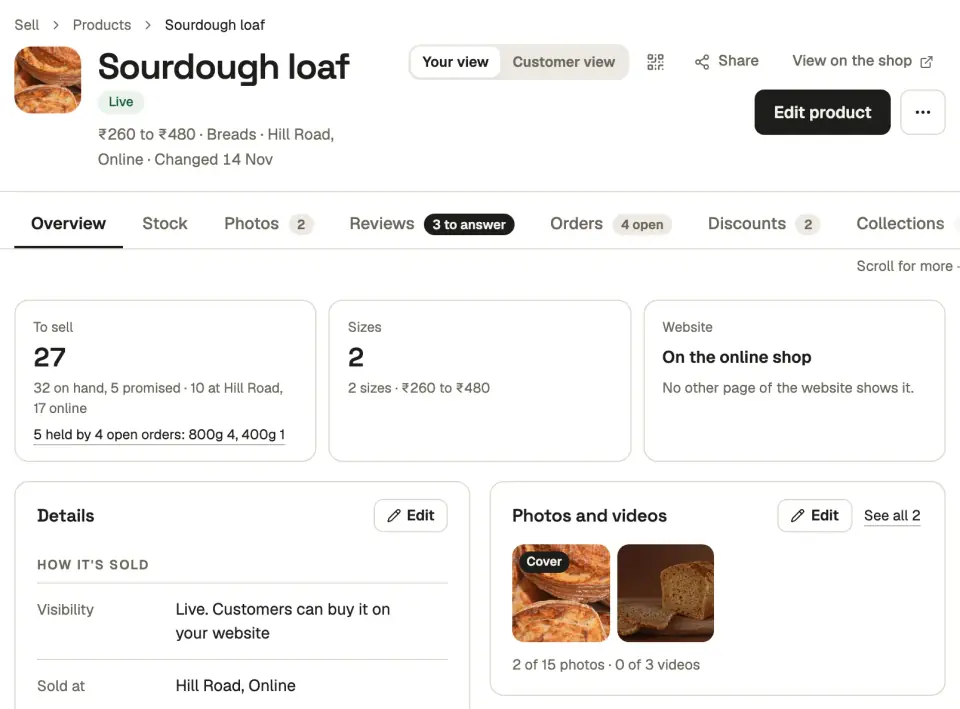 Sell > Products > Sourdough loaf
Sourdough loaf
Your view Customer view
Share
View on the shop
Live
₹260 to ₹480 · Breads · Hill Road,
Online · Changed 14 Nov
Edit product
...
Overview Stock Photos 2 Reviews 3 to answer Orders 4 open Discounts 2 Collections
Scroll for more
To sell
27
32 on hand, 5 promised · 10 at Hill Road,
17 online
5 held by 4 open orders: 800g 4, 400g 1
Sizes
2
2 sizes · ₹260 to ₹480
Website
On the online shop
No other page of the website shows it.
Details
Edit
HOW IT'S SOLD
Visibility Live. Customers can buy it on
your website
Sold at Hill Road, Online
Photos and videos
Edit
See all 2
Cover
2 of 15 photos · 0 of 3 videos